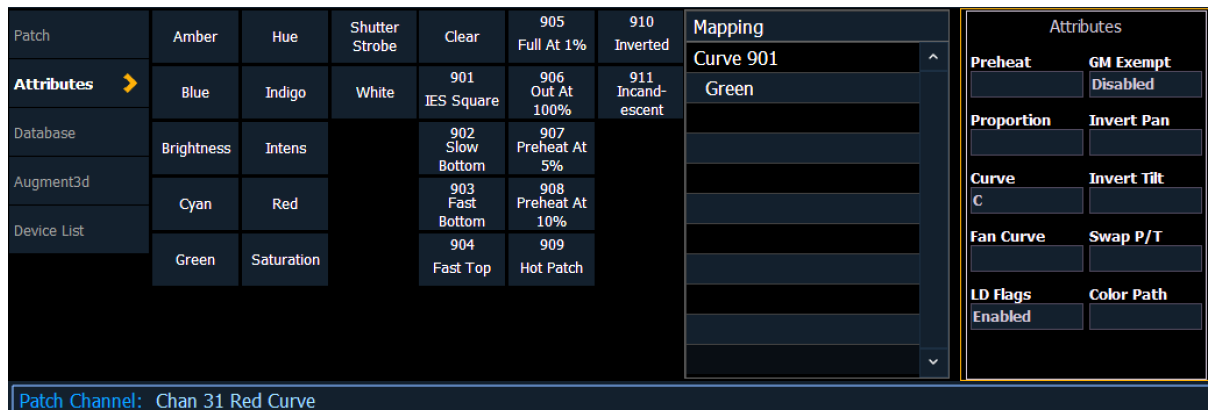 Patch
Attributes
Database
Augment3d
Device List
Amber
Hue
Shutter
Strobe
Clear
905
Full At 1%
910
Inverted
Blue
Indigo
White
901
IES Square
906
Out At
100%
911
Incand-
escent
Brightness
Intens
902
Slow
Bottom
907
Preheat At
5%
Cyan
Red
903
Fast
Bottom
908
Preheat At
10%
Green
Saturation
904
Fast Top
909
Hot Patch
Mapping
Curve 901
Green
Attributes
Preheat
GM Exempt
Disabled
Proportion
Invert Pan
Curve
Invert Tilt
C
Fan Curve
Swap P/T
LD Flags
Color Path
Enabled
Patch Channel: Chan 31 Red Curve